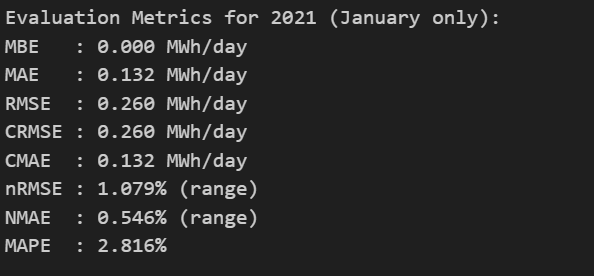 Evaluation Metrics for 2021 (January only):
MBE   : 0.000 MWh/day
MAE   : 0.132 MWh/day
RMSE  : 0.260 MWh/day
CRMSE : 0.260 MWh/day
CMAE  : 0.132 MWh/day
nRMSE : 1.079% (range)
NMAE  : 0.546% (range)
MAPE  : 2.816%